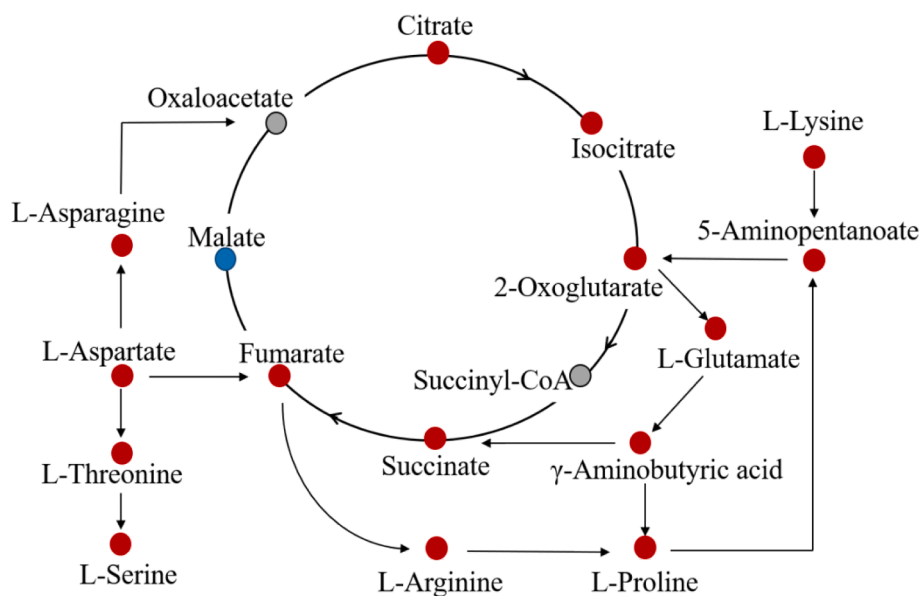 Citrate
Oxaloacetate
L-Lysine
Isocitrate
L-Asparagine
Malate
5-Aminopentanoate
2-Oxoglutarate
L-Aspartate
Fumarate
L-Glutamate
Succinyl-CoA
L-Threonine
Succinate
γ-Aminobutyric acid
L-Serine
L-Arginine
L-Proline